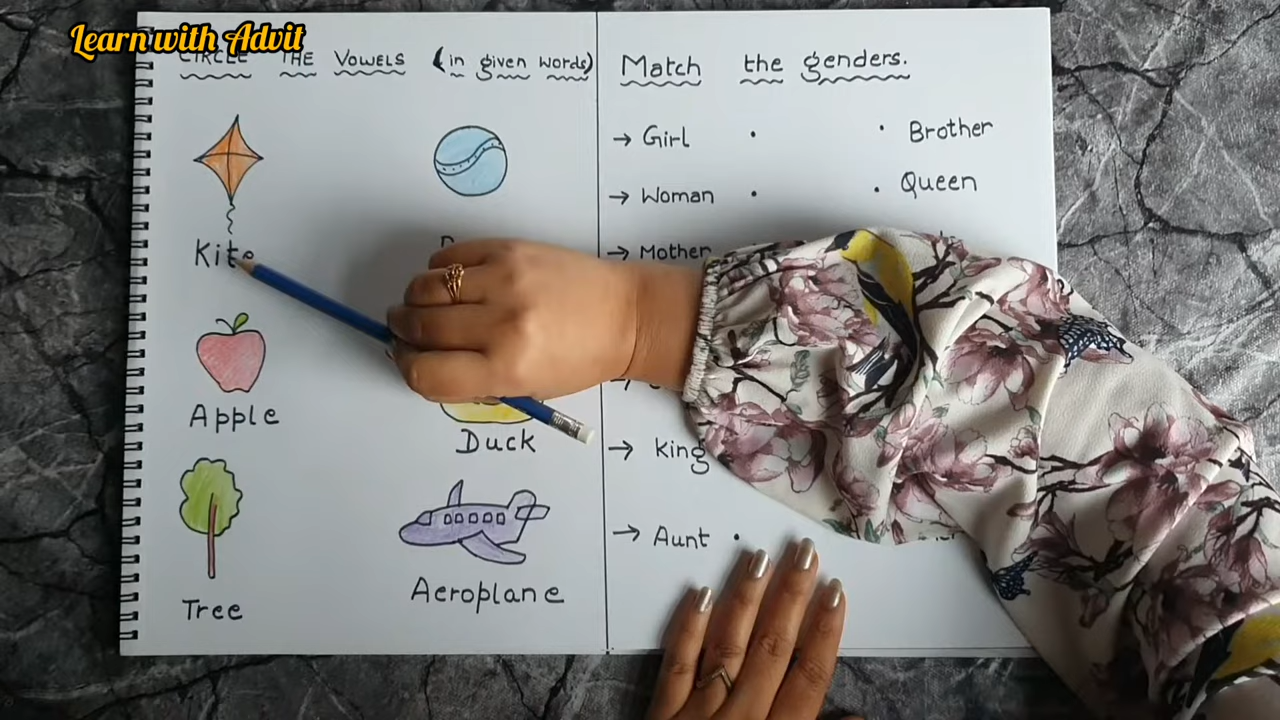 Learn with Advit
CIRCLE THE VOWELS (in given words)
Kite
Apple
Duck
Tree
Aeroplane
Match the genders.
→ Girl • • Brother
→ Woman • • Queen
→ Mother
→
→ King
→ Aunt •